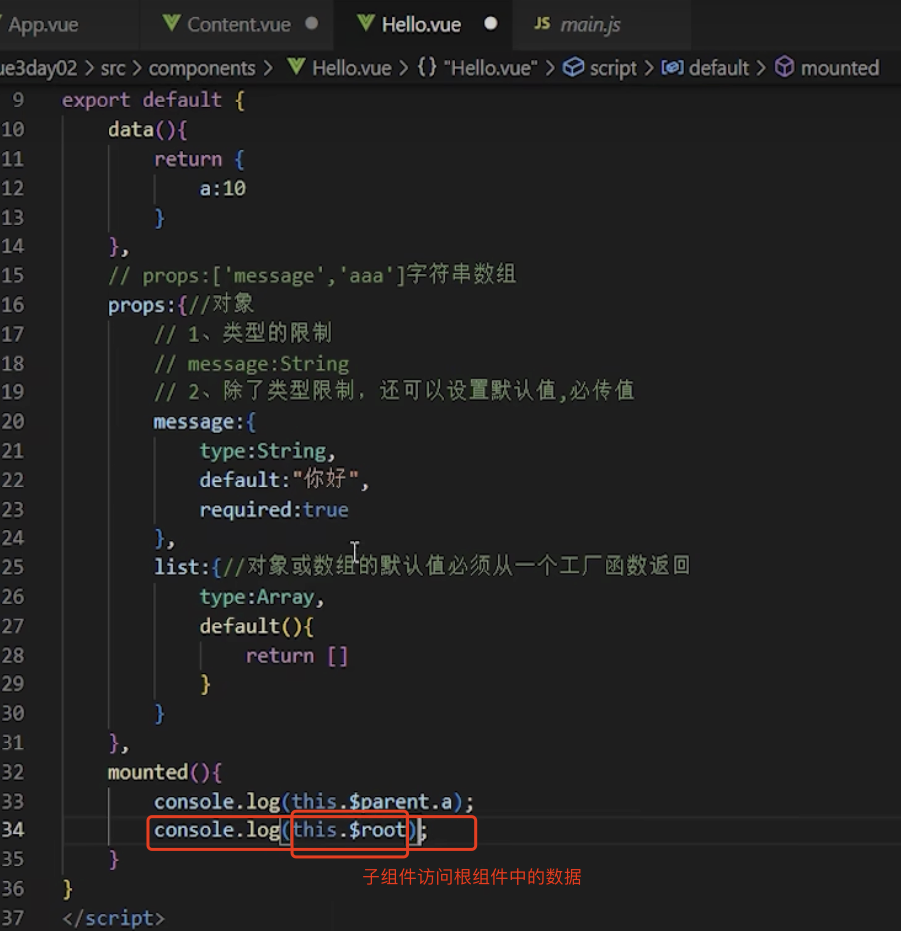 App.vue Content.vue Hello.vue JS main.js
ue3day02 > src > components > Hello.vue > {} "Hello.vue" > script > default > mounted
9 export default {
10 data(){
11 return {
12 a:10
13 }
14 },
15 // props:['message','aaa']字符串数组
16 props:{//对象
17 // 1、类型的限制
18 // message:String
19 // 2、除了类型限制，还可以设置默认值,必传值
20 message:{
21 type:String,
22 default:"你好",
23 required:true
24 },
25 list:{//对象或数组的默认值必须从一个工厂函数返回
26 type:Array,
27 default(){
28 return []
29 }
30 }
31 },
32 mounted(){
33 console.log(this.$parent.a);
34 console.log(this.$root);
35 }
子组件访问根组件中的数据
36 }
37 </script>